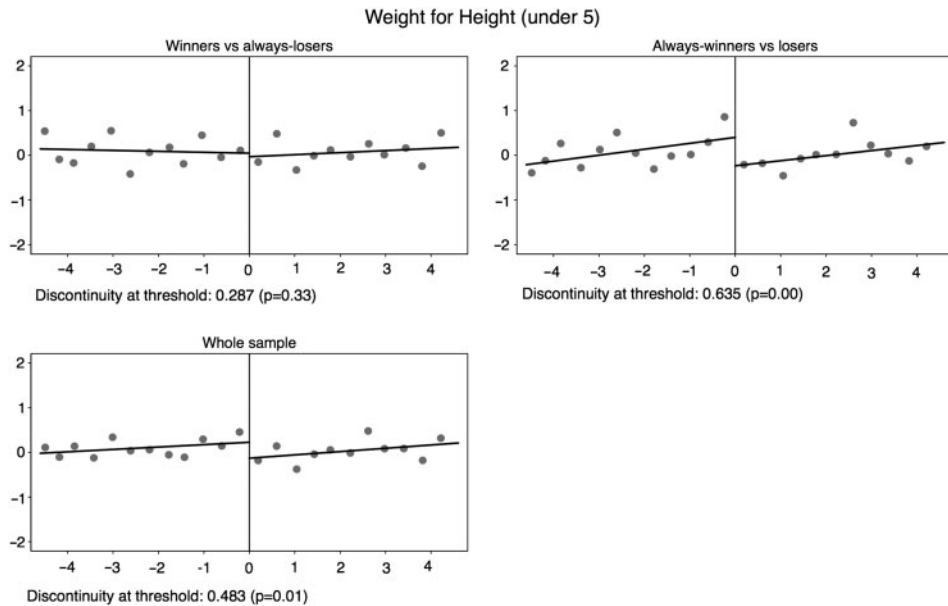 Weight for Height (under 5)
Winners vs always-losers
2
1
0
−1
−2
−4 −3 −2 −1 0 1 2 3 4
Discontinuity at threshold: 0.287 (p=0.33)
Always-winners vs losers
2
1
0
−1
−2
−4 −3 −2 −1 0 1 2 3 4
Discontinuity at threshold: 0.635 (p=0.00)
Whole sample
2
1
0
−1
−2
−4 −3 −2 -1 0 1 2 3 4
Discontinuity at threshold: 0.483 (p=0.01)